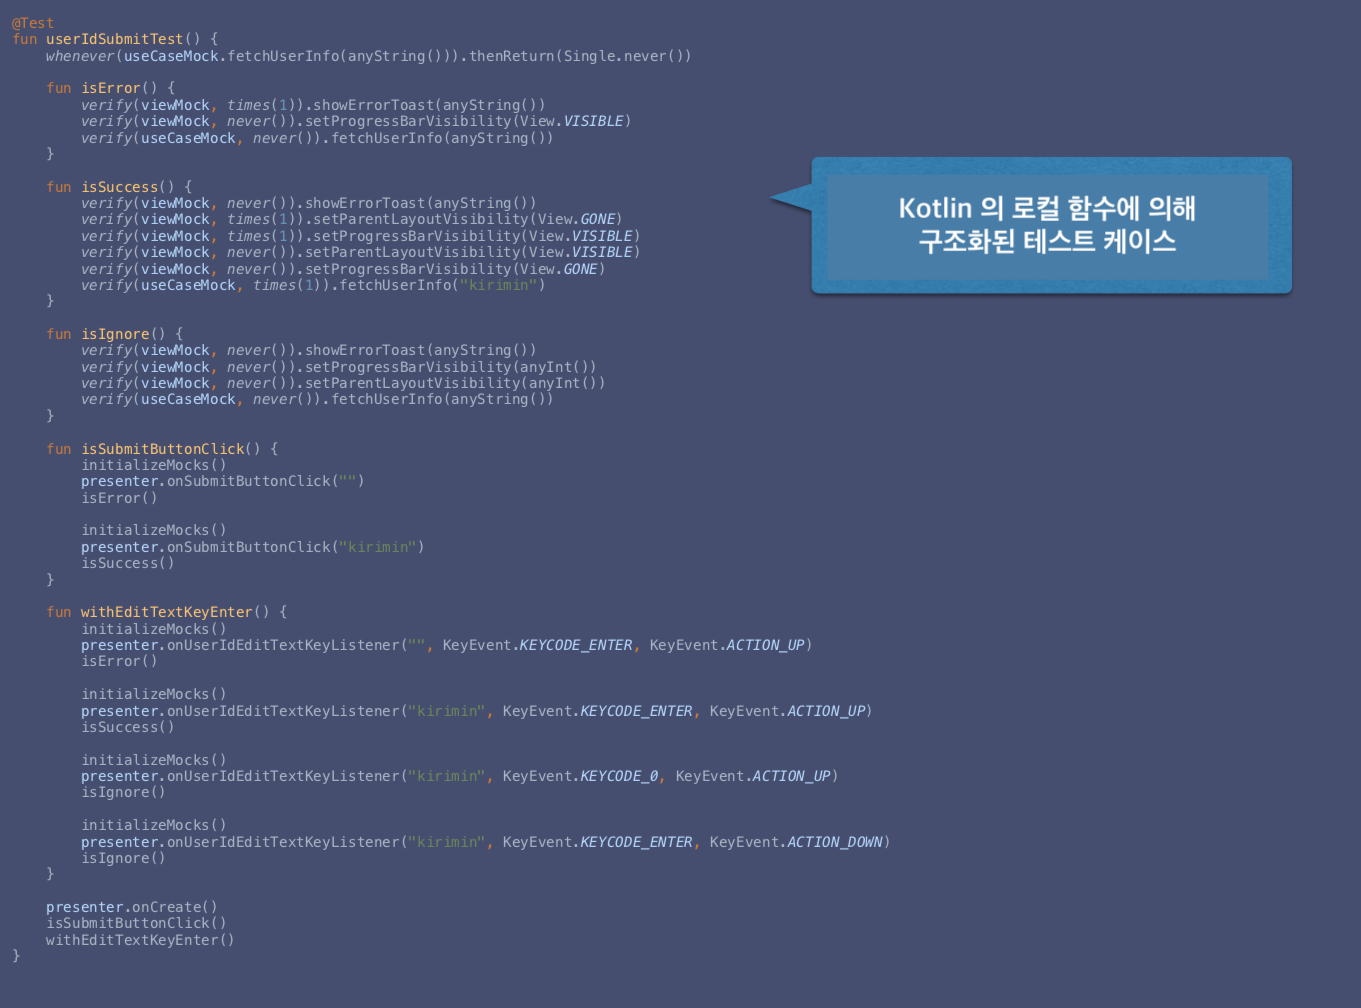 @Test
fun userIdSubmitTest() {
    whenever(useCaseMock.fetchUserInfo(anyString())).thenReturn(Single.never())

    fun isError() {
        verify(viewMock, times(1)).showErrorToast(anyString())
        verify(viewMock, never()).setProgressBarVisibility(View.VISIBLE)
        verify(useCaseMock, never()).fetchUserInfo(anyString())
    }

    fun isSuccess() {
        verify(viewMock, never()).showErrorToast(anyString())
        verify(viewMock, times(1)).setParentLayoutVisibility(View.GONE)
        verify(viewMock, times(1)).setProgressBarVisibility(View.VISIBLE)
        verify(viewMock, never()).setParentLayoutVisibility(View.VISIBLE)
        verify(viewMock, never()).setProgressBarVisibility(View.GONE)
        verify(useCaseMock, times(1)).fetchUserInfo("kirimin")
    }

    fun isIgnore() {
        verify(viewMock, never()).showErrorToast(anyString())
        verify(viewMock, never()).setProgressBarVisibility(anyInt())
        verify(viewMock, never()).setParentLayoutVisibility(anyInt())
        verify(useCaseMock, never()).fetchUserInfo(anyString())
    }

    fun isSubmitButtonClick() {
        initializeMocks()
        presenter.onSubmitButtonClick("")
        isError()

        initializeMocks()
        presenter.onSubmitButtonClick("kirimin")
        isSuccess()
    }

    fun withEditTextKeyEnter() {
        initializeMocks()
        presenter.onUserIdEditTextKeyListener("", KeyEvent.KEYCODE_ENTER, KeyEvent.ACTION_UP)
        isError()

        initializeMocks()
        presenter.onUserIdEditTextKeyListener("kirimin", KeyEvent.KEYCODE_ENTER, KeyEvent.ACTION_UP)
        isSuccess()

        initializeMocks()
        presenter.onUserIdEditTextKeyListener("kirimin", KeyEvent.KEYCODE_0, KeyEvent.ACTION_UP)
        isIgnore()

        initializeMocks()
        presenter.onUserIdEditTextKeyListener("kirimin", KeyEvent.KEYCODE_ENTER, KeyEvent.ACTION_DOWN)
        isIgnore()
    }

    presenter.onCreate()
    isSubmitButtonClick()
    withEditTextKeyEnter()
}
Kotlin 의 로컬 함수에 의해
구조화된 테스트 케이스